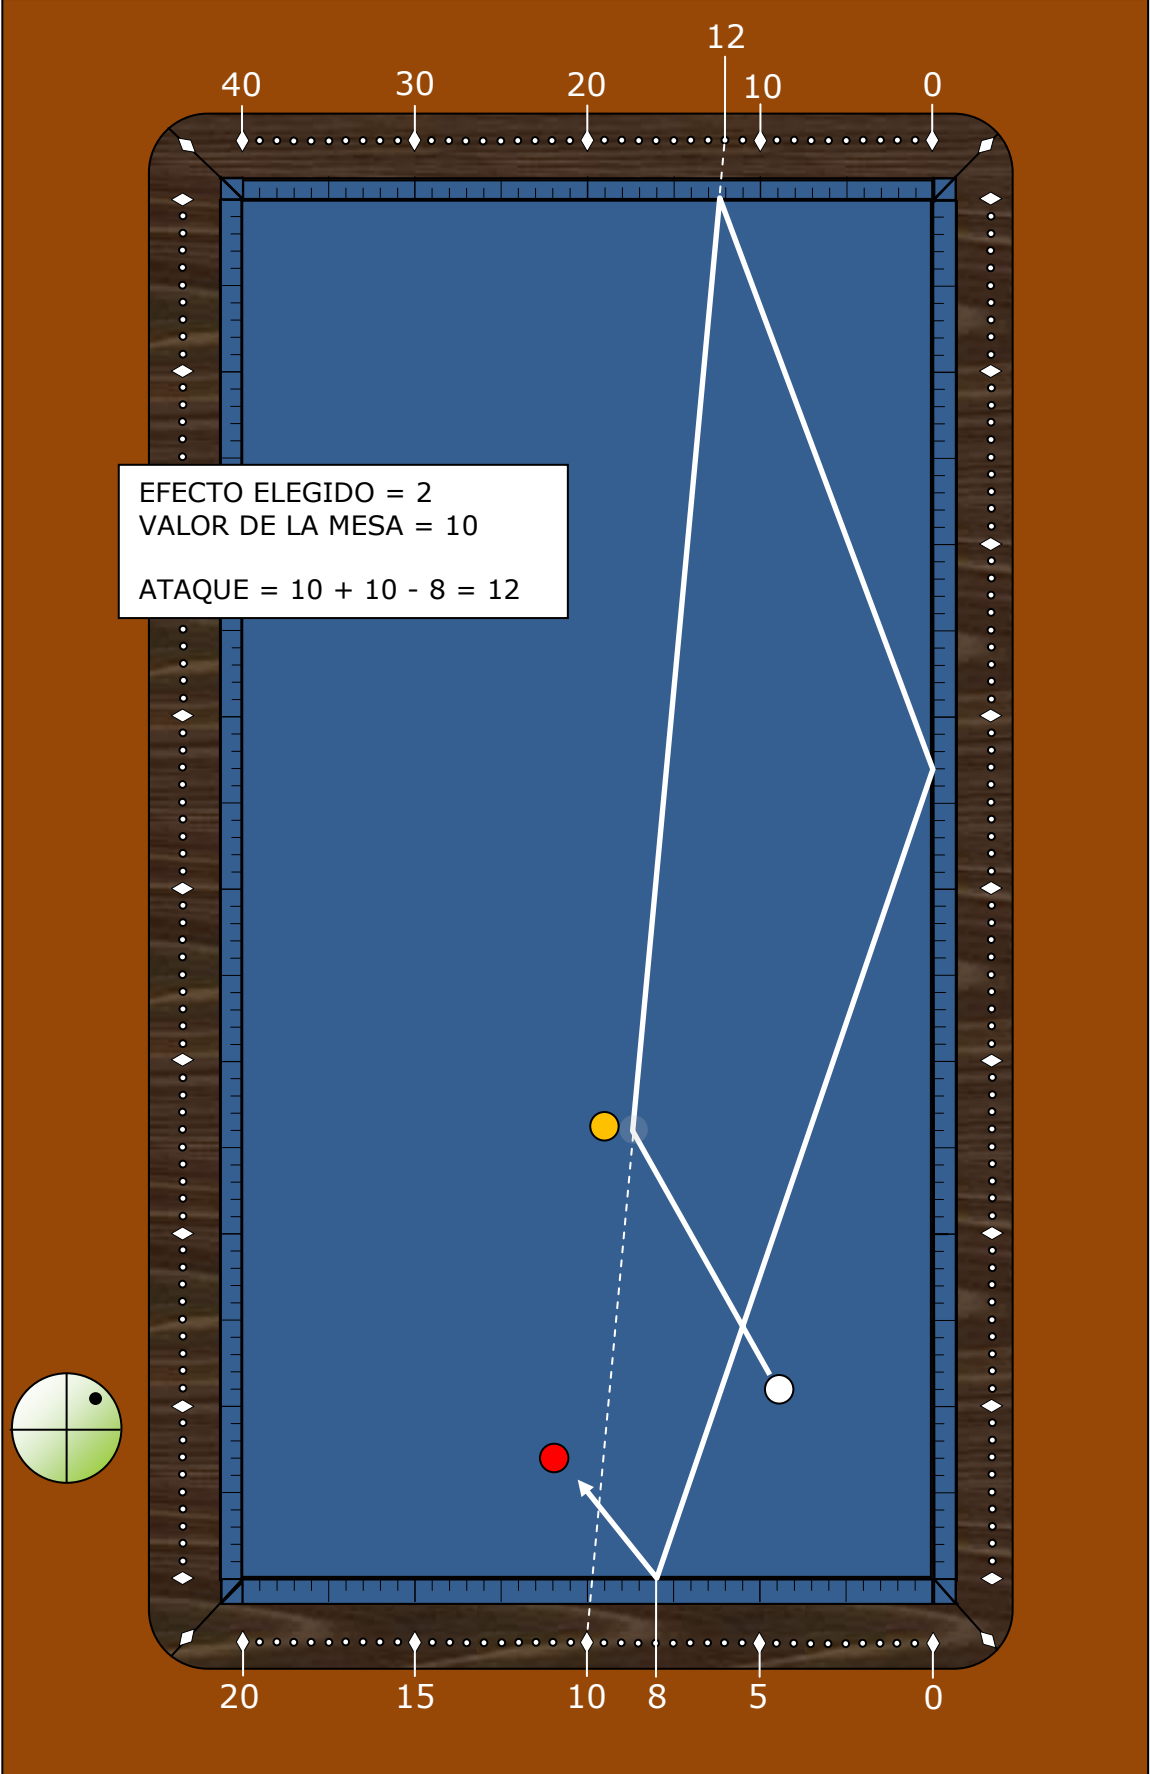 12
40 30 20 10 0
EFECTO ELEGIDO = 2
VALOR DE LA MESA = 10
ATAQUE = 10 + 10 - 8 = 12
20 15 10 8 5 0